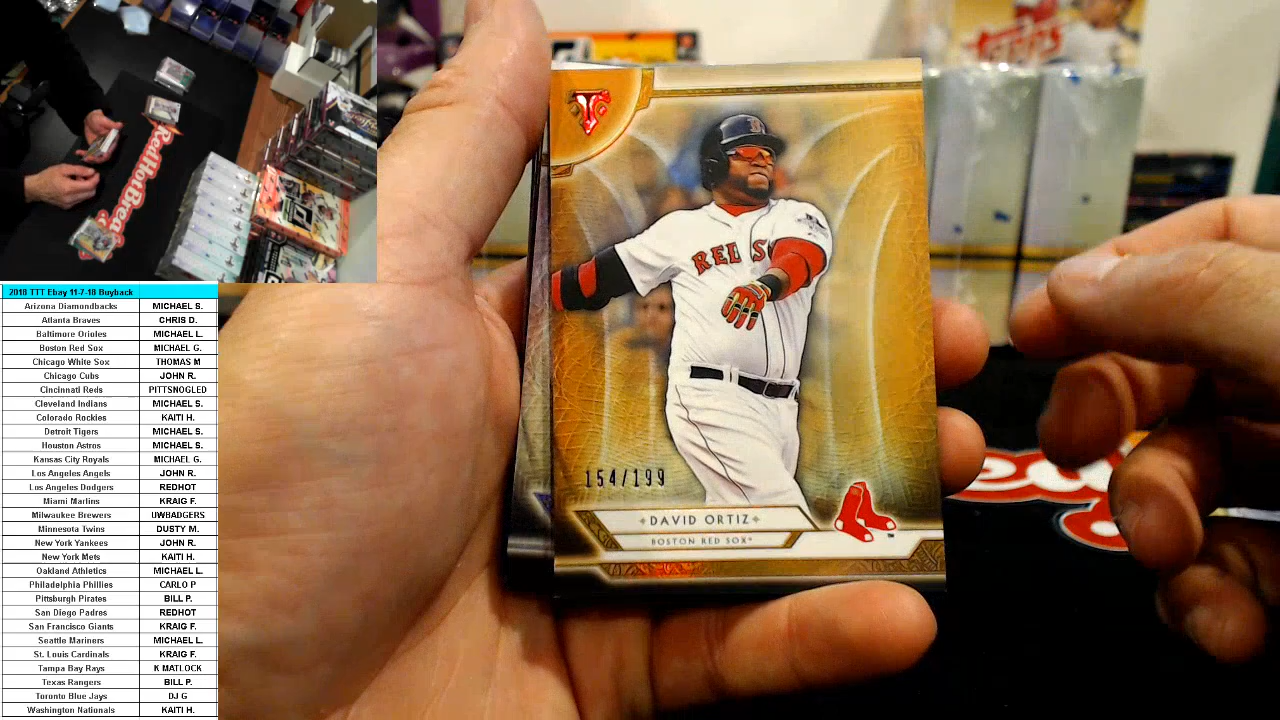 2018 TTT Ebay 11-7-18 Buyback
Arizona Diamondbacks MICHAEL S.
Atlanta Braves CHRIS D.
Baltimore Orioles MICHAEL L.
Boston Red Sox MICHAEL G.
Chicago White Sox THOMAS M
Chicago Cubs JOHN R.
Cincinnati Reds PITTSNOGLED
Cleveland Indians MICHAEL S.
Colorado Rockies KAITI H.
Detroit Tigers MICHAEL S.
Houston Astros MICHAEL S.
Kansas City Royals MICHAEL G.
Los Angeles Angels JOHN R.
Los Angeles Dodgers REDHOT
Miami Marlins KRAIG F.
Milwaukee Brewers UWBADGERS
Minnesota Twins DUSTY M.
New York Yankees JOHN R.
New York Mets KAITI H.
Oakland Athletics MICHAEL L.
Philadelphia Phillies CARLO P
Pittsburgh Pirates BILL P.
San Diego Padres REDHOT
San Francisco Giants KRAIG F.
Seattle Mariners MICHAEL L.
St. Louis Cardinals KRAIG F.
Tampa Bay Rays K MATLOCK
Texas Rangers BILL P.
Toronto Blue Jays DJ G
Washington Nationals KAITI H.
Topps
T
RED S
154/199
DAVID ORTIZ
BOSTON RED SOX